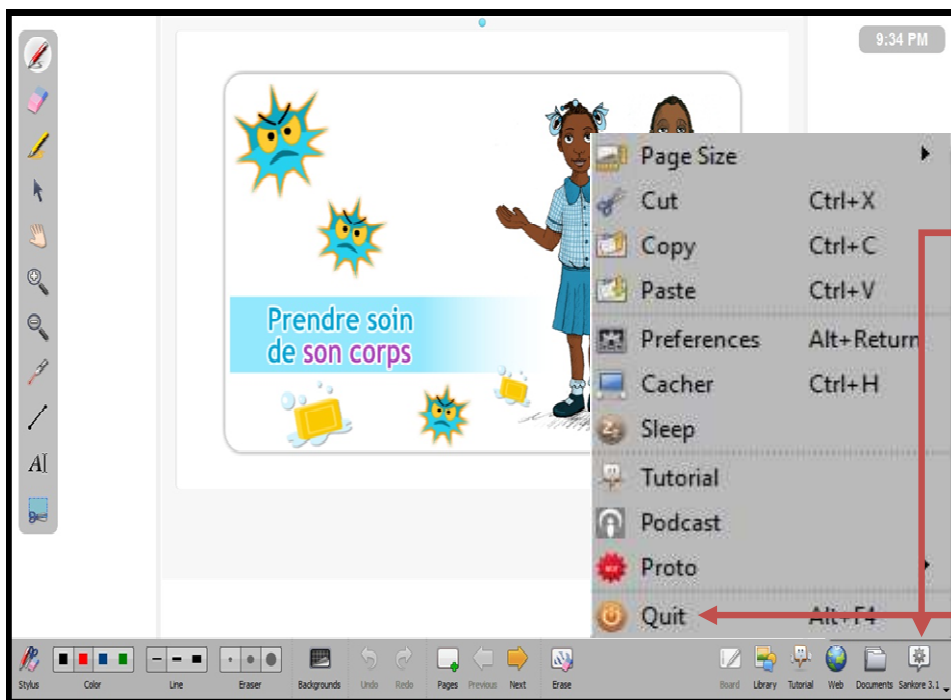 9:34 PM
Prendre soin
de son corps
Page Size
Cut Ctrl+X
Copy Ctrl+C
Paste Ctrl+V
Preferences Alt+Return
Cacher Ctrl+H
Sleep
Tutorial
Podcast
Proto
Quit Alt+F4
AI
Stylus Color Line Eraser Backgrounds Undo Redo Pages Previous Next Erase Board Library Tutorial Web Documents Sankore 3.1